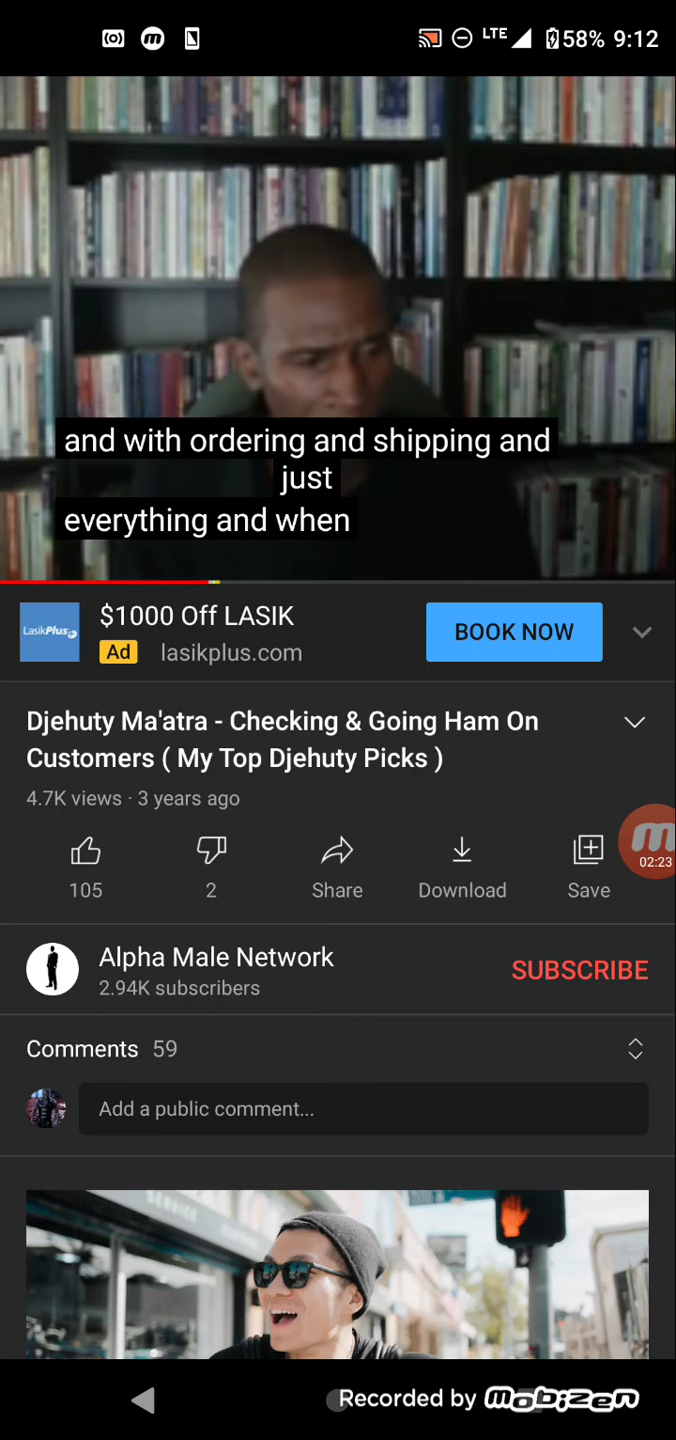 LTE 58% 9:12
and with ordering and shipping and
just
everything and when
LasikPlus
$1000 Off LASIK
Ad lasikplus.com
BOOK NOW
Djehuty Ma'atra - Checking & Going Ham On
Customers ( My Top Djehuty Picks )
4.7K views · 3 years ago
02:23
105 2 Share Download Save
Alpha Male Network
2.94K subscribers
SUBSCRIBE
Comments 59
Add a public comment...
SERVICE
Recorded by mobizen